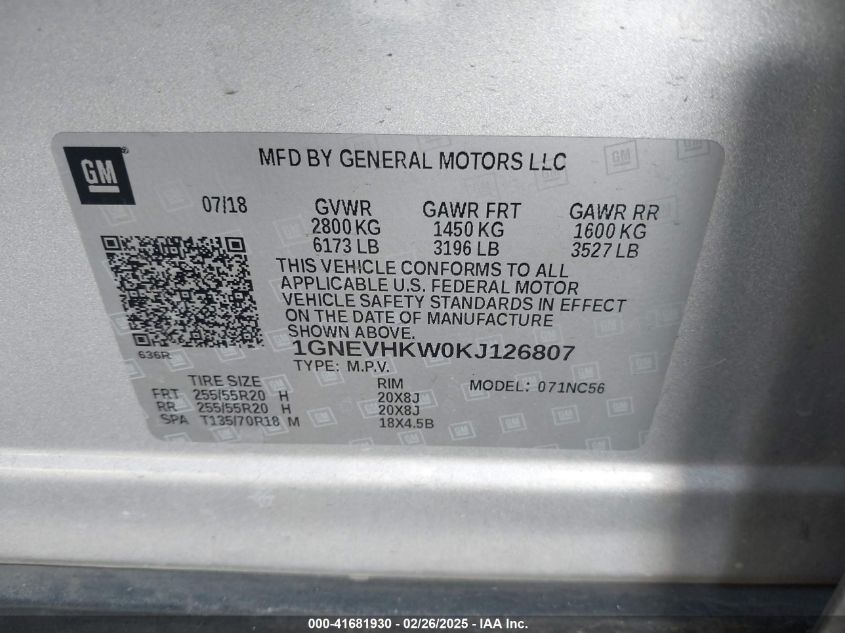 GM
MFD BY GENERAL MOTORS LLC
07/18 GVWR GAWR FRT GAWR RR
2800 KG 1450 KG 1600 KG
6173 LB 3196 LB 3527 LB
THIS VEHICLE CONFORMS TO ALL
APPLICABLE U.S. FEDERAL MOTOR
VEHICLE SAFETY STANDARDS IN EFFECT
ON THE DATE OF MANUFACTURE
SHOWN ABOVE.
636R
1GNEVHKW0KJ126807
TYPE: M.P.V.
TIRE SIZE RIM MODEL: 071NC56
FRT 255/55R20 H 20X8J
RR 255/55R20 H 20X8J
SPA T135/70R18 M 18X4.5B
000-41681930 - 02/26/2025 - IAA Inc.